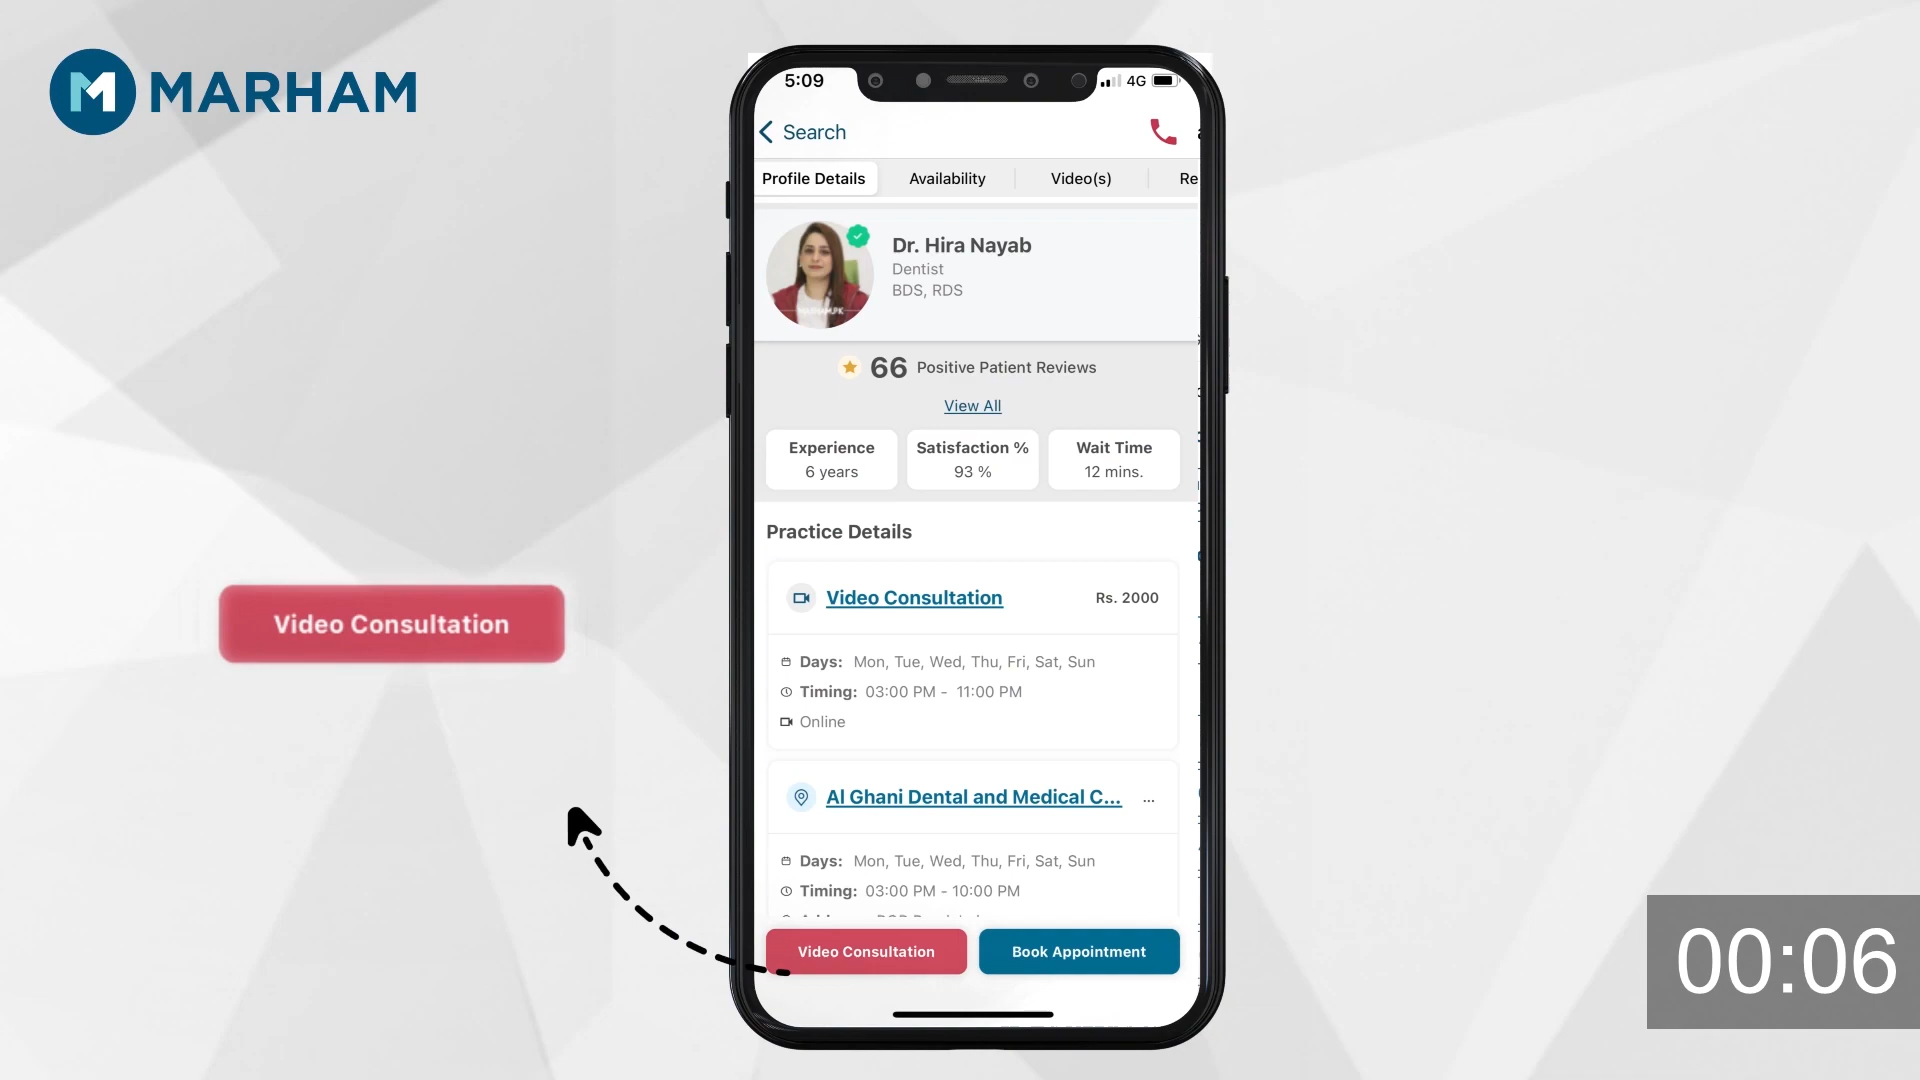 MARHAM
5:09
4G
Search
Profile Details
Availability
Video(s)
Re
Dr. Hira Nayab
Dentist
BDS, RDS
MARHAM.PK
66 Positive Patient Reviews
View All
Experience
6 years
Satisfaction %
93 %
Wait Time
12 mins.
Practice Details
Video Consultation
Rs. 2000
Days: Mon, Tue, Wed, Thu, Fri, Sat, Sun
Timing: 03:00 PM - 11:00 PM
Online
Al Ghani Dental and Medical C...
...
Days: Mon, Tue, Wed, Thu, Fri, Sat, Sun
Timing: 03:00 PM - 10:00 PM
Video Consultation
Book Appointment
Video Consultation
00:06